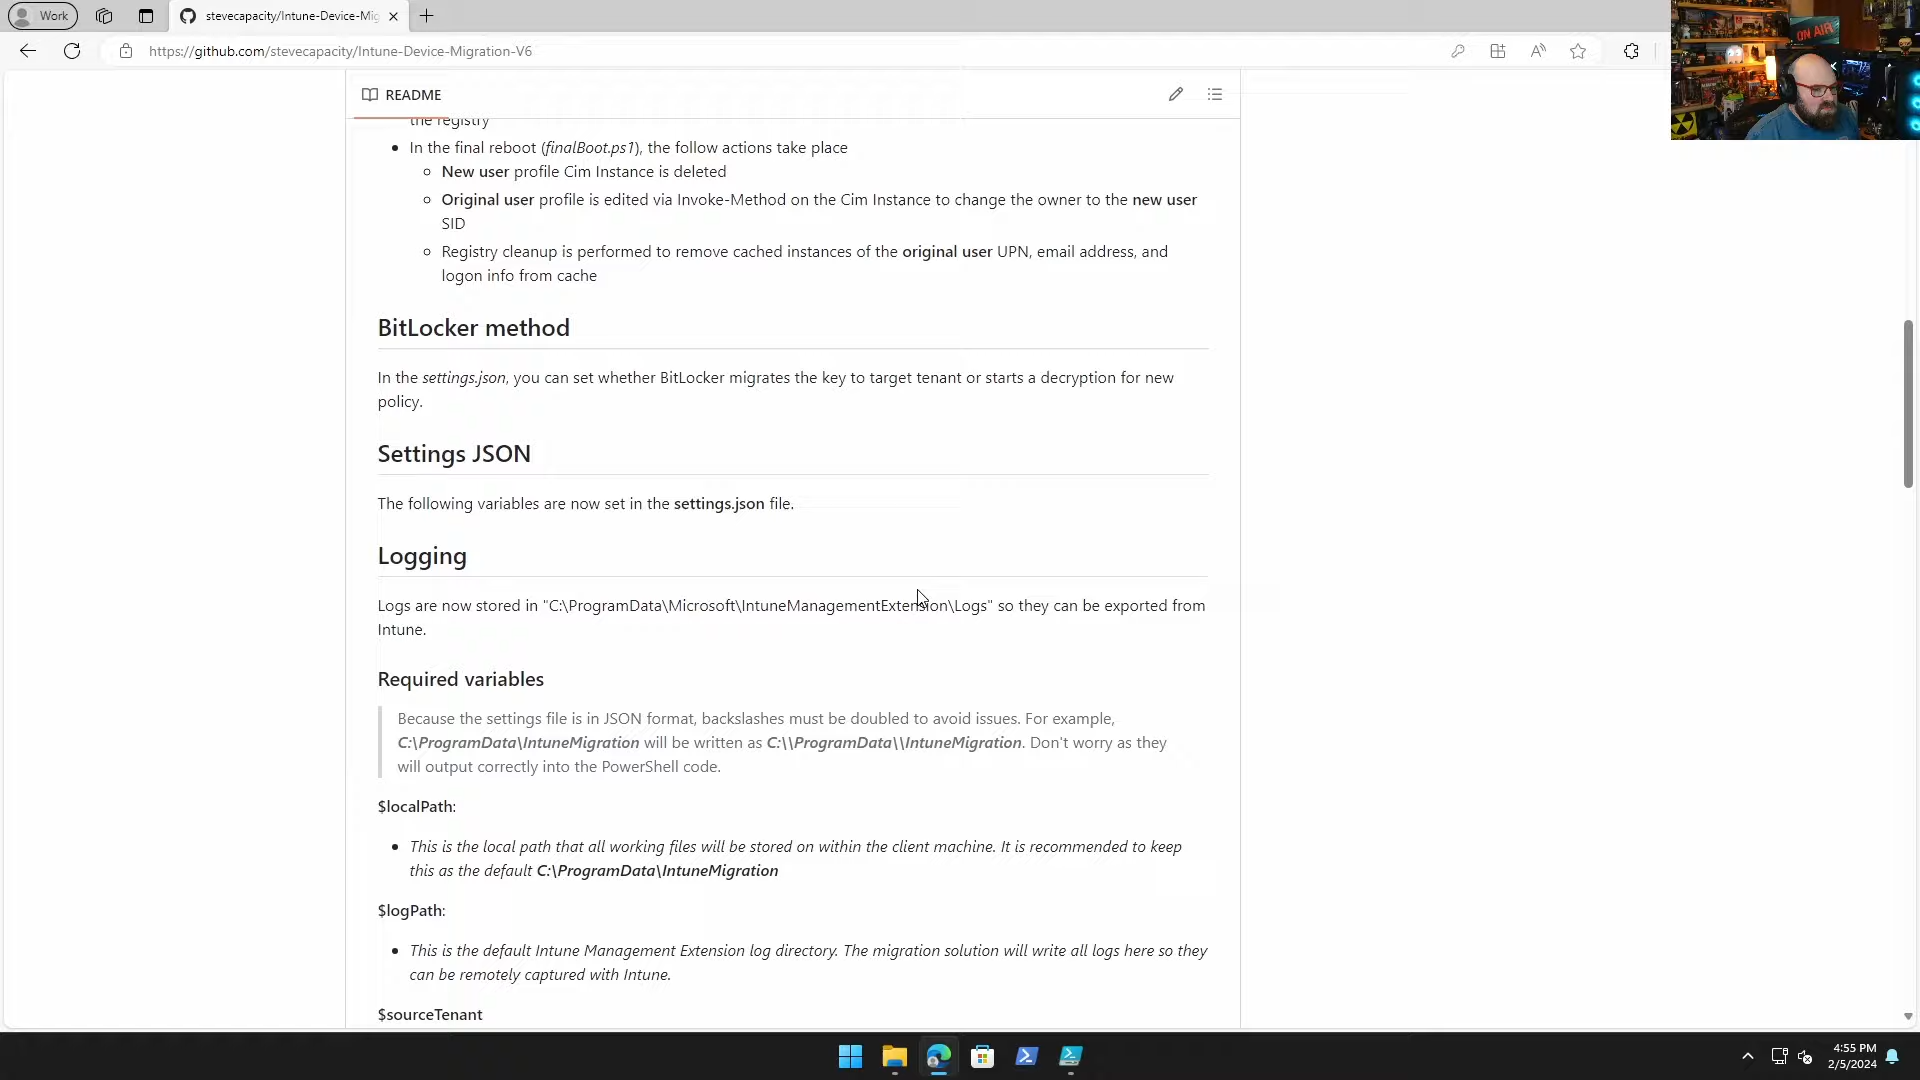 Work
stevecapacity/Intune-Device-Mig
https://github.com/stevecapacity/Intune-Device-Migration-V6
ON AIR
README
the registry
In the final reboot (finalBoot.ps1), the follow actions take place
New user profile Cim Instance is deleted
Original user profile is edited via Invoke-Method on the Cim Instance to change the owner to the new user
SID
Registry cleanup is performed to remove cached instances of the original user UPN, email address, and
logon info from cache
BitLocker method
In the settings.json, you can set whether BitLocker migrates the key to target tenant or starts a decryption for new
policy.
Settings JSON
The following variables are now set in the settings.json file.
Logging
Logs are now stored in "C:\ProgramData\Microsoft\IntuneManagementExtension\Logs" so they can be exported from
Intune.
Required variables
Because the settings file is in JSON format, backslashes must be doubled to avoid issues. For example,
C:\ProgramData\IntuneMigration will be written as C:\\ProgramData\\IntuneMigration. Don't worry as they
will output correctly into the PowerShell code.
$localPath:
This is the local path that all working files will be stored on within the client machine. It is recommended to keep
this as the default C:\ProgramData\IntuneMigration
$logPath:
This is the default Intune Management Extension log directory. The migration solution will write all logs here so they
can be remotely captured with Intune.
$sourceTenant
4:55 PM
2/5/2024